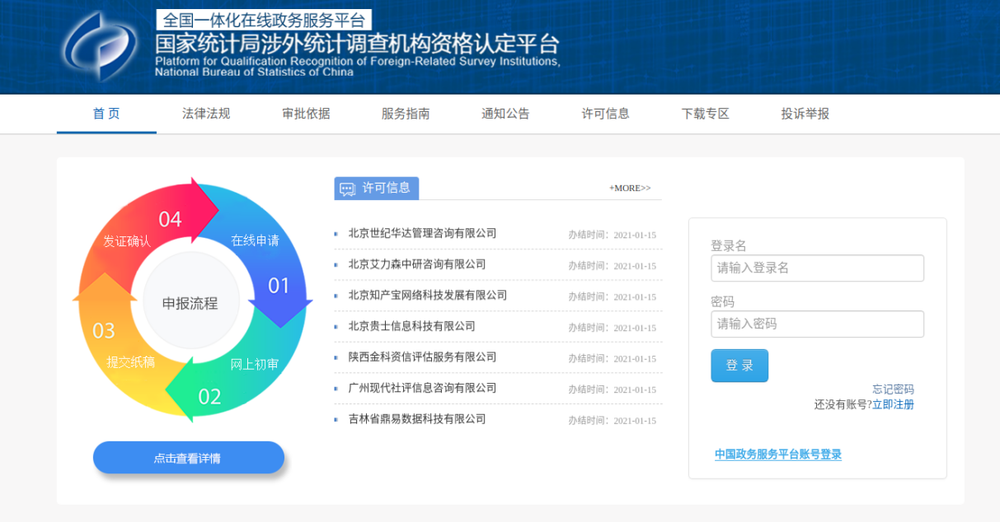 全国一体化在线政务服务平台
国家统计局涉外统计调查机构资格认定平台
Platform for Qualification Recognition of Foreign-Related Survey Institutions,
National Bureau of Statistics of China
首 页 法律法规 审批依据 服务指南 通知公告 许可信息 下载专区 投诉举报
04
发证确认
在线申请
01
申报流程
03
提交纸稿
网上初审
02
点击查看详情
许可信息 +MORE>>
北京世纪华达管理咨询有限公司 办结时间：2021-01-15
北京艾力森中研咨询有限公司 办结时间：2021-01-15
北京知产宝网络科技发展有限公司 办结时间：2021-01-15
北京贵士信息科技有限公司 办结时间：2021-01-15
陕西金科资信评估服务有限公司 办结时间：2021-01-15
广州现代社评信息咨询有限公司 办结时间：2021-01-15
吉林省鼎易数据科技有限公司 办结时间：2021-01-15
登录名
请输入登录名
密码
请输入密码
登 录
忘记密码
还没有账号?立即注册
中国政务服务平台账号登录